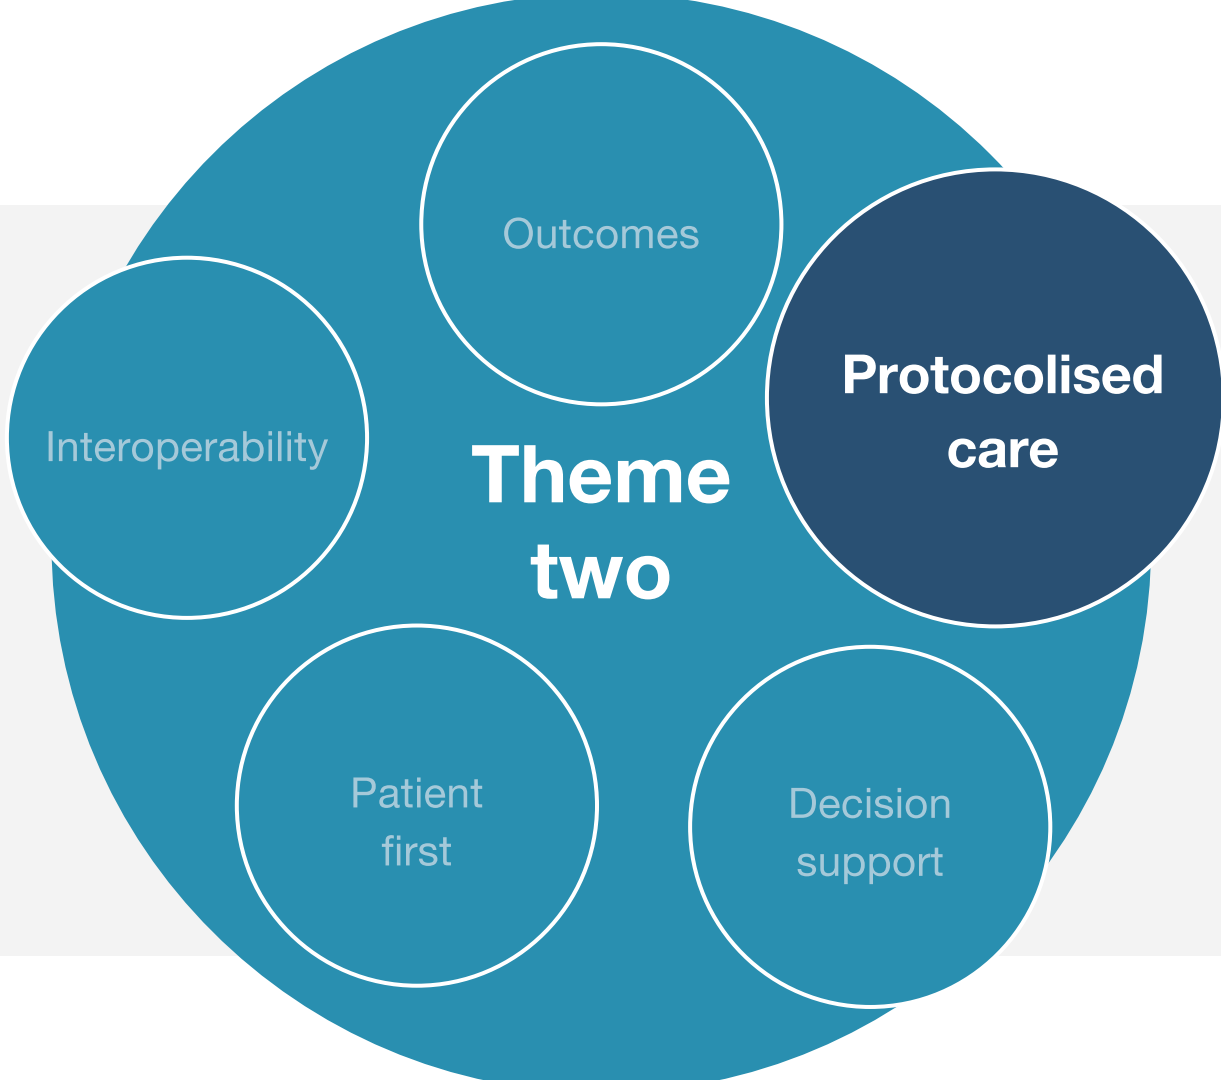 Outcomes
Protocolised
care
Interoperability
Theme
two
Patient
first
Decision
support